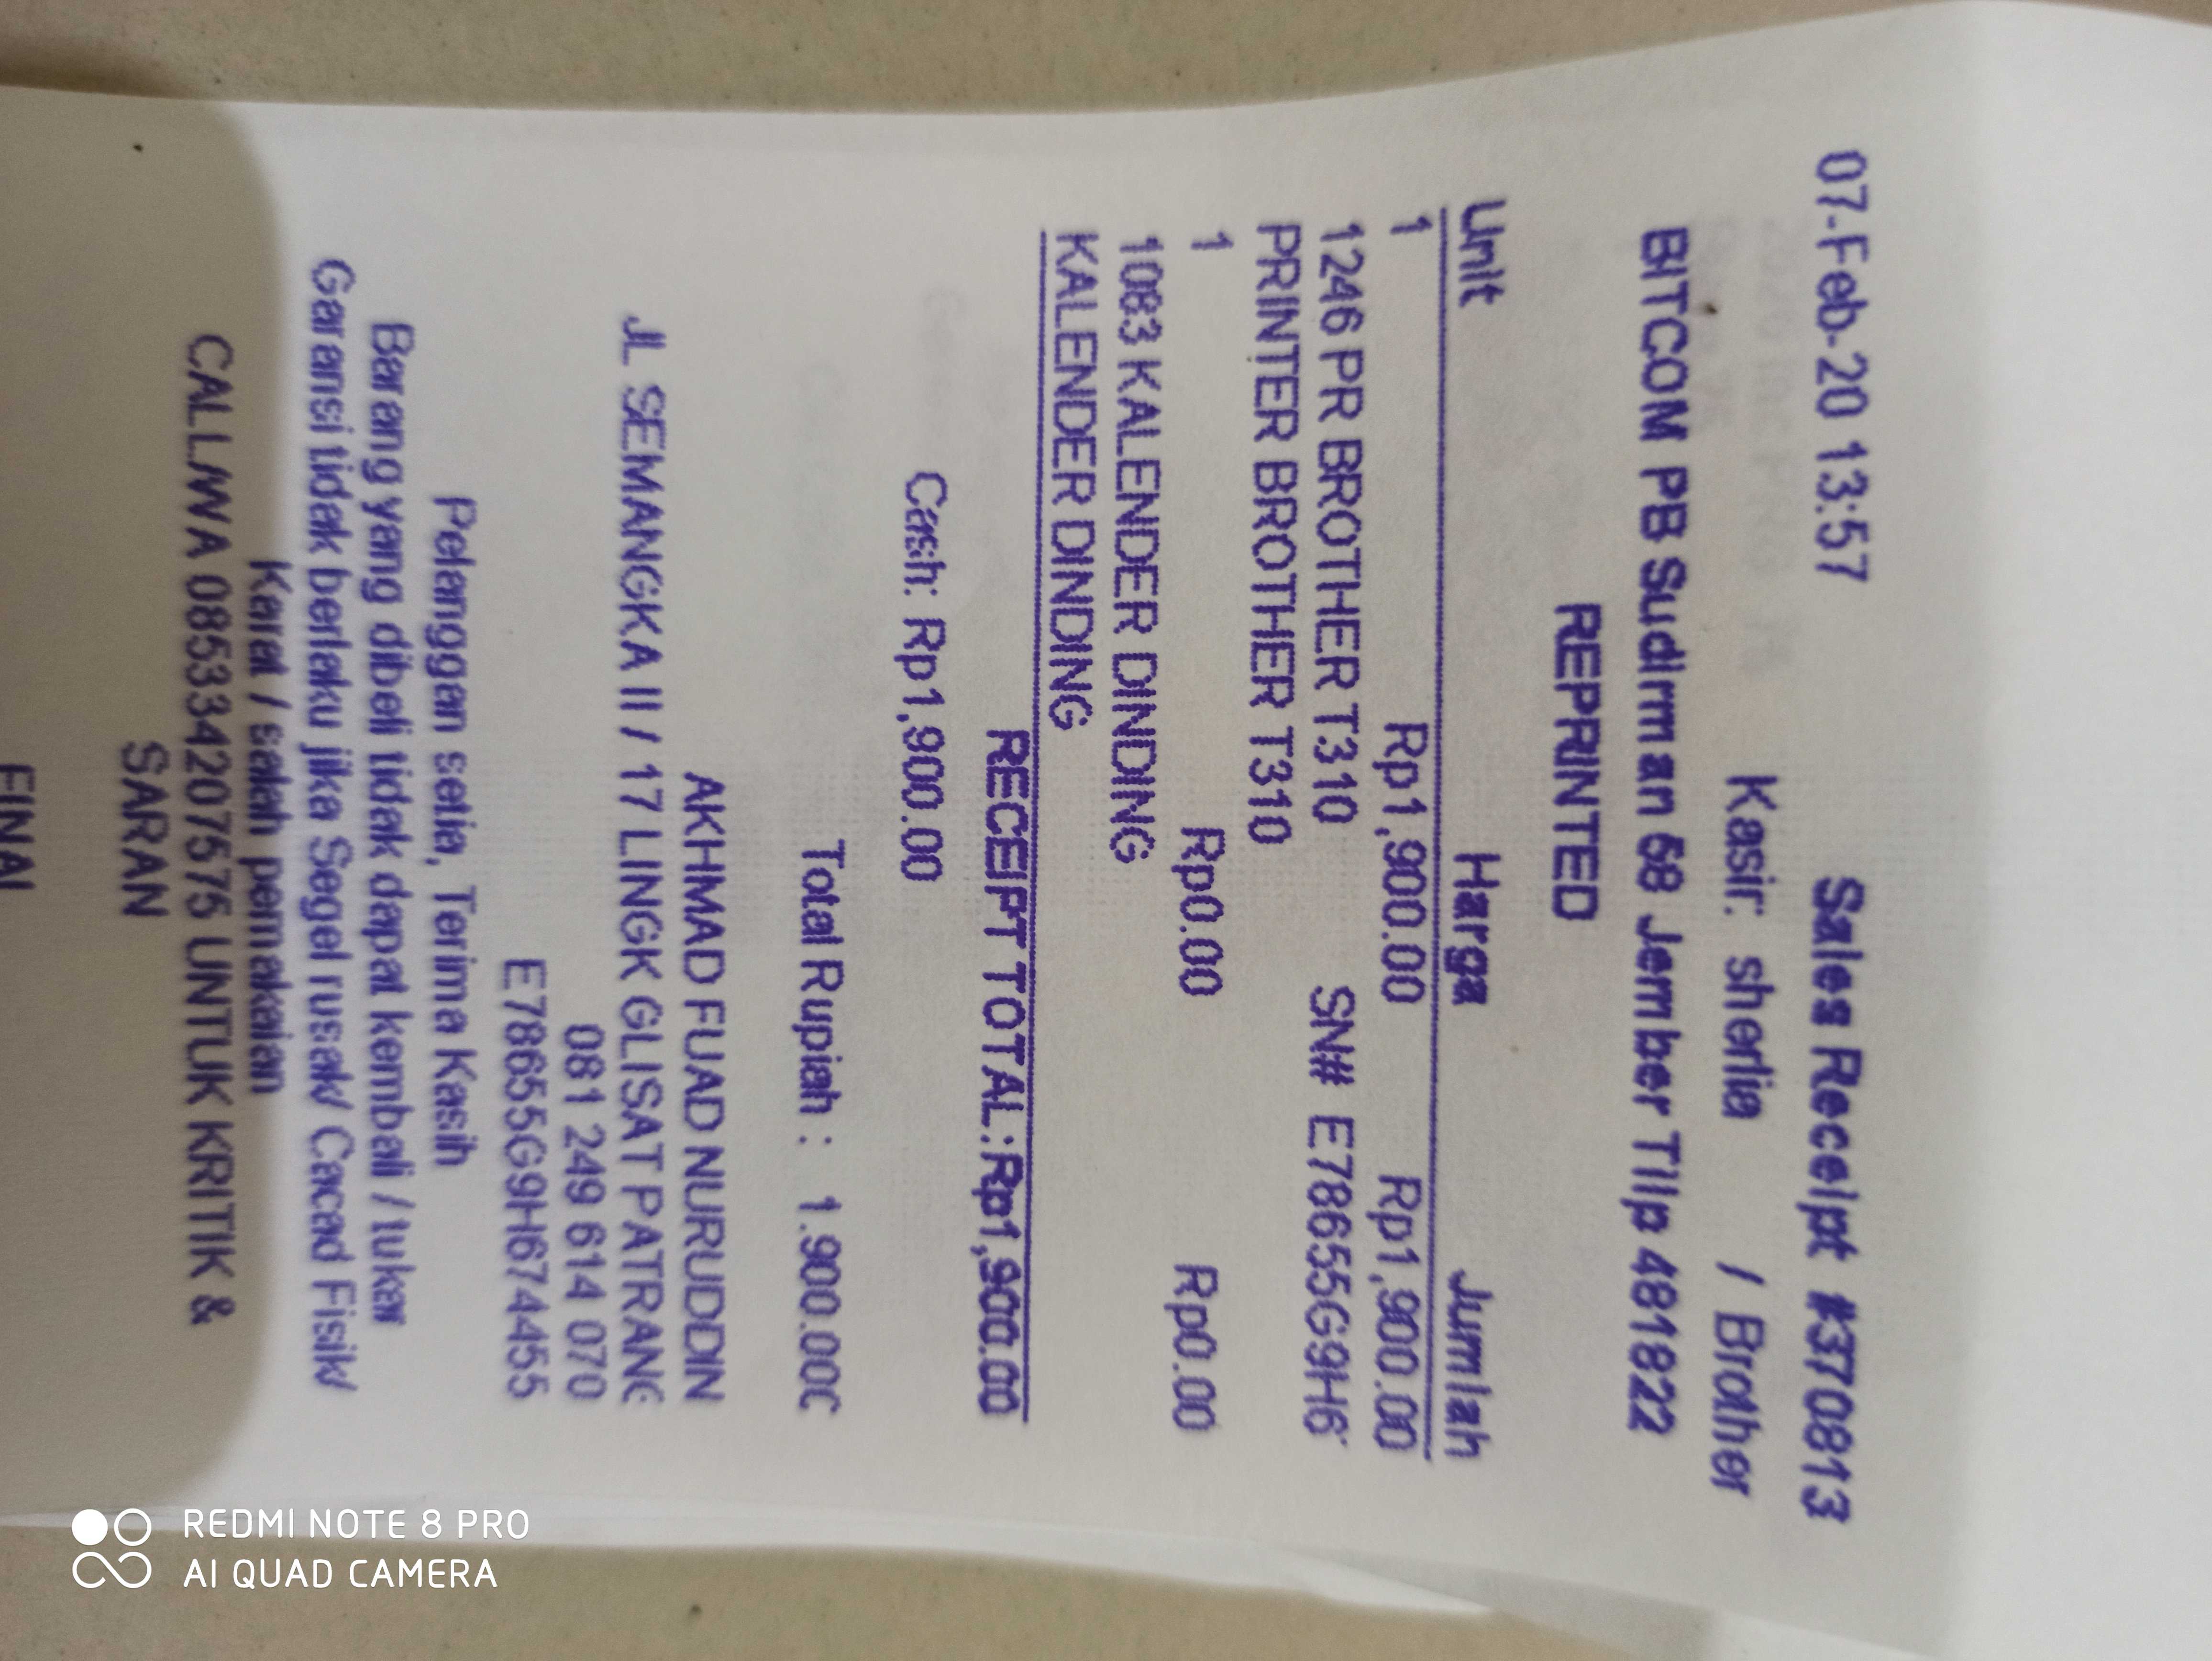 07-Feb-20 13:57 Sales Receipt #370813
Kasir: sherlia / Brother
BITCOM PB Sudirman 68 Jember Tilp 481822
REPRINTED
Unit Harga Jumlah
1 Rp1,900.00 Rp1,900.00
1246 PR BROTHER T310 SN# E78655G9H6
PRINTER BROTHER T310
1 Rp0.00 Rp0.00
1083 KALENDER DINDING
KALENDER DINDING
RECEIPT TOTAL:Rp1,900.00
Cash: Rp1,900.00
Total Rupiah : 1.900.000
AKHMAD FUAD NURUDDIN
JL SEMANGKA II / 17 LINGK GLISAT PATRANG
081 249 614 070
E78655G9H674455
Pelanggan setia, Terima Kasih
Barang yang dibeli tidak dapat kembali / tukar
Garansi tidak berlaku jika Segel rusak/ Cacad Fisik/
Karat / salah pemakaian
CALL/WA 085334207575 UNTUK KRITIK &
SARAN
FINAL
REDMI NOTE 8 PRO
AI QUAD CAMERA